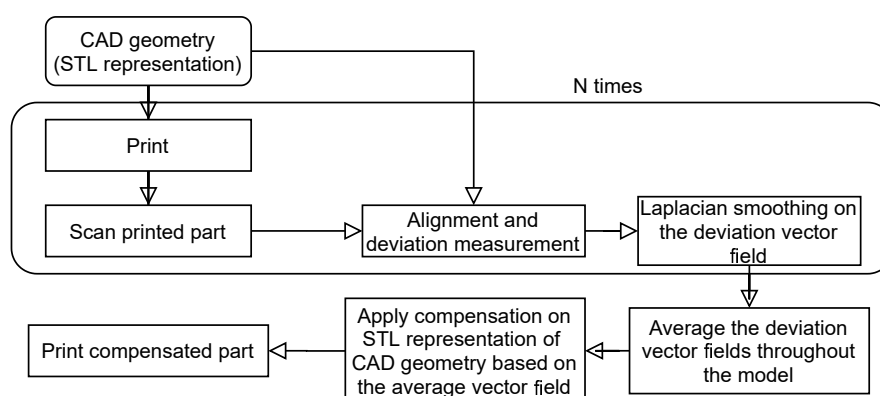 CAD geometry
(STL representation)
N times
Print
Scan printed part
Alignment and
deviation measurement
Laplacian smoothing on
the deviation vector
field
Print compensated part
Apply compensation on
STL representation of
CAD geometry based on
the average vector field
Average the deviation
vector fields throughout
the model